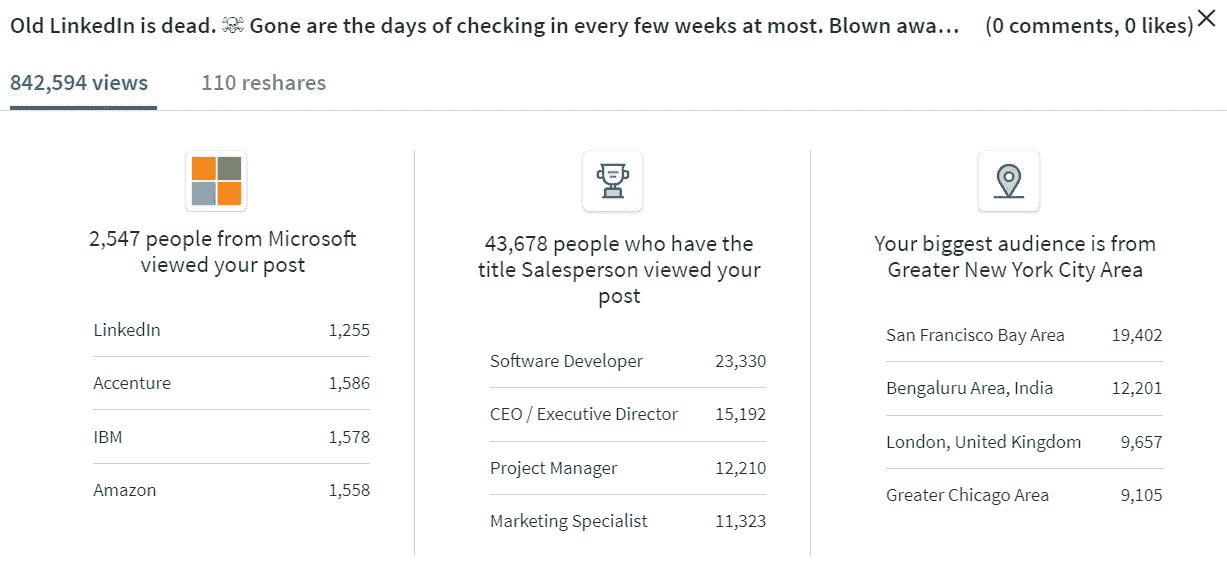 Old LinkedIn is dead. ☠ Gone are the days of checking in every few weeks at most. Blown awa... (0 comments, 0 likes)
842,594 views 110 reshares
2,547 people from Microsoft
viewed your post
LinkedIn 1,255
Accenture 1,586
IBM 1,578
Amazon 1,558
43,678 people who have the
title Salesperson viewed your
post
Software Developer 23,330
CEO / Executive Director 15,192
Project Manager 12,210
Marketing Specialist 11,323
Your biggest audience is from
Greater New York City Area
San Francisco Bay Area 19,402
Bengaluru Area, India 12,201
London, United Kingdom 9,657
Greater Chicago Area 9,105